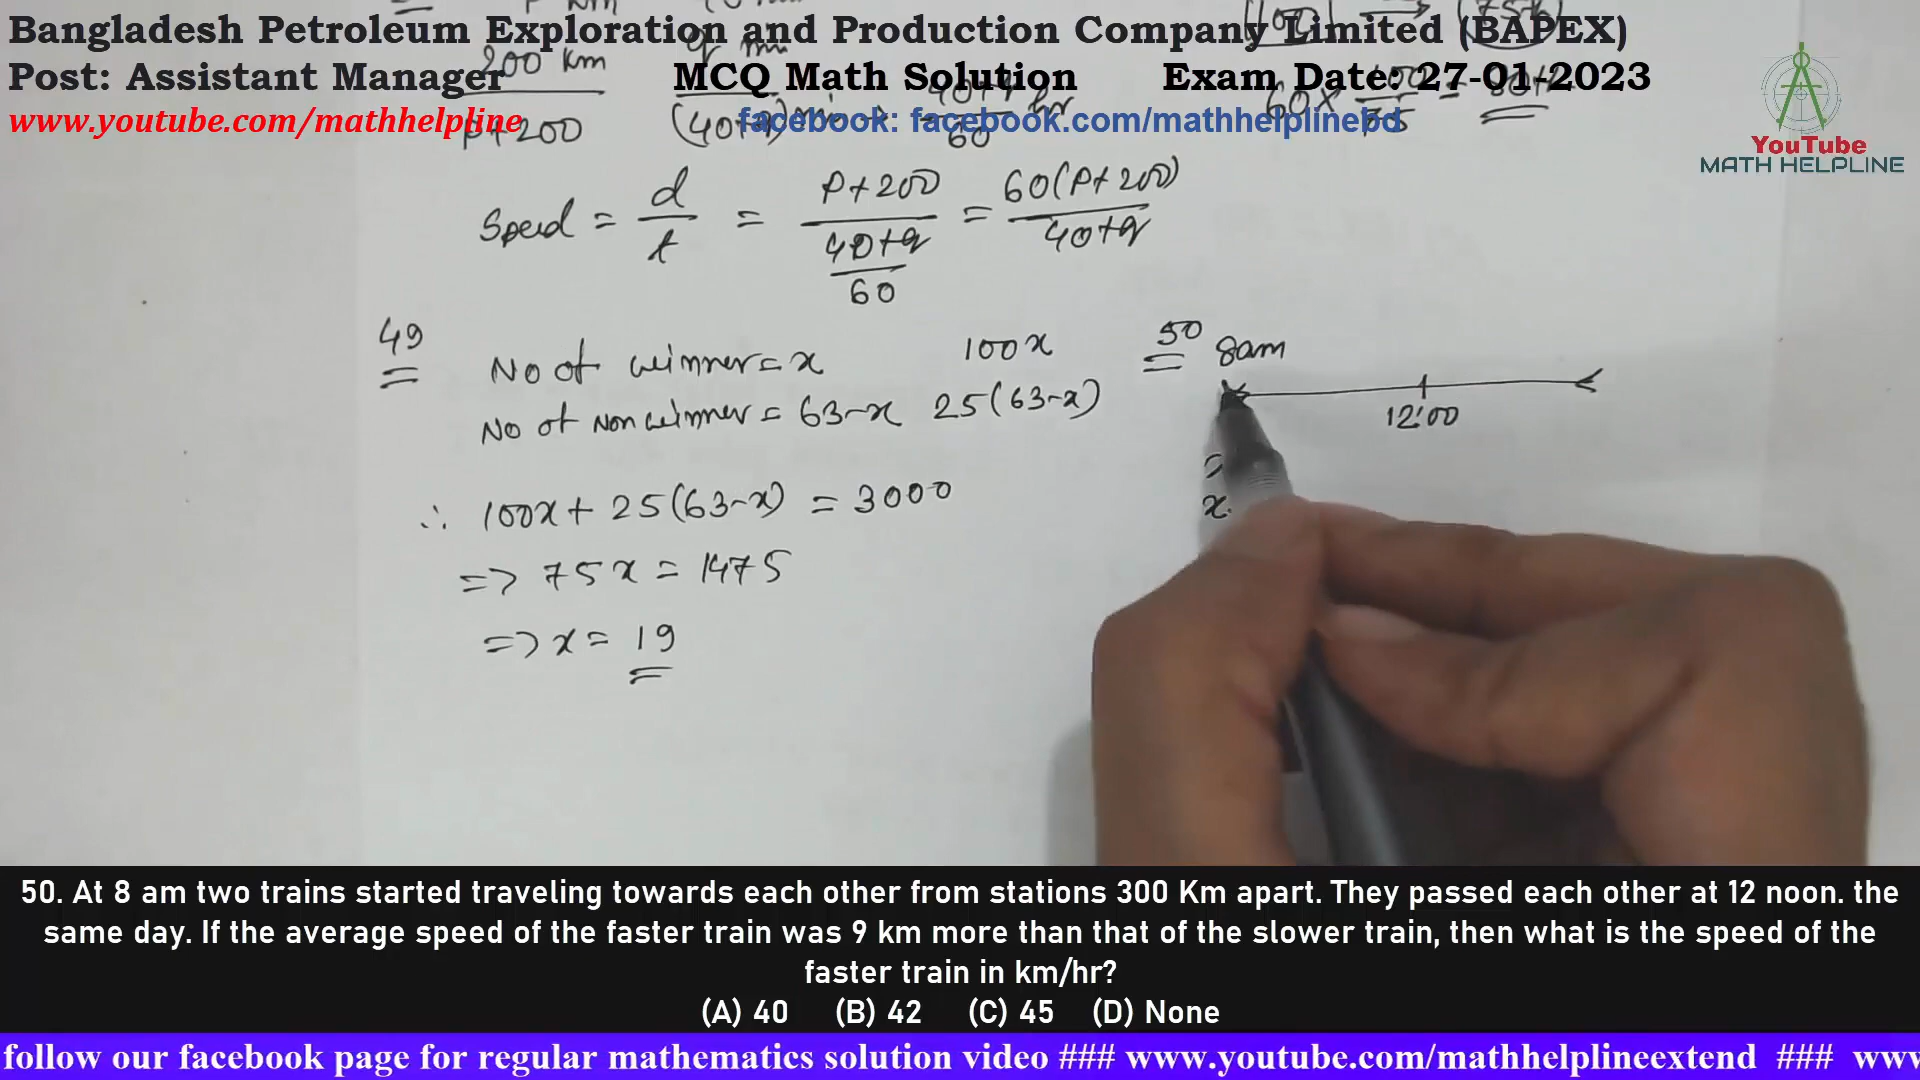 Bangladesh Petroleum Exploration and Production Company Limited (BAPEX)
Post: Assistant Manager MCQ Math Solution Exam Date: 27-01-2023
www.youtube.com/mathhelpline facebook: facebook.com/mathhelplinebd
YouTube
MATH HELPLINE
200 km
P+200
Speed = d/t = (P+200)/((40+q)/60) = 60(P+200)/(40+q)
49 No of winner = x 100x
No of Non winner = 63-x 25(63-x)
∴ 100x + 25(63-x) = 3000
=> 75x = 1475
=> x = 19
50 8am
12:00
50. At 8 am two trains started traveling towards each other from stations 300 Km apart. They passed each other at 12 noon. the
same day. If the average speed of the faster train was 9 km more than that of the slower train, then what is the speed of the
faster train in km/hr?
(A) 40 (B) 42 (C) 45 (D) None
follow our facebook page for regular mathematics solution video ### www.youtube.com/mathhelplineextend ### www